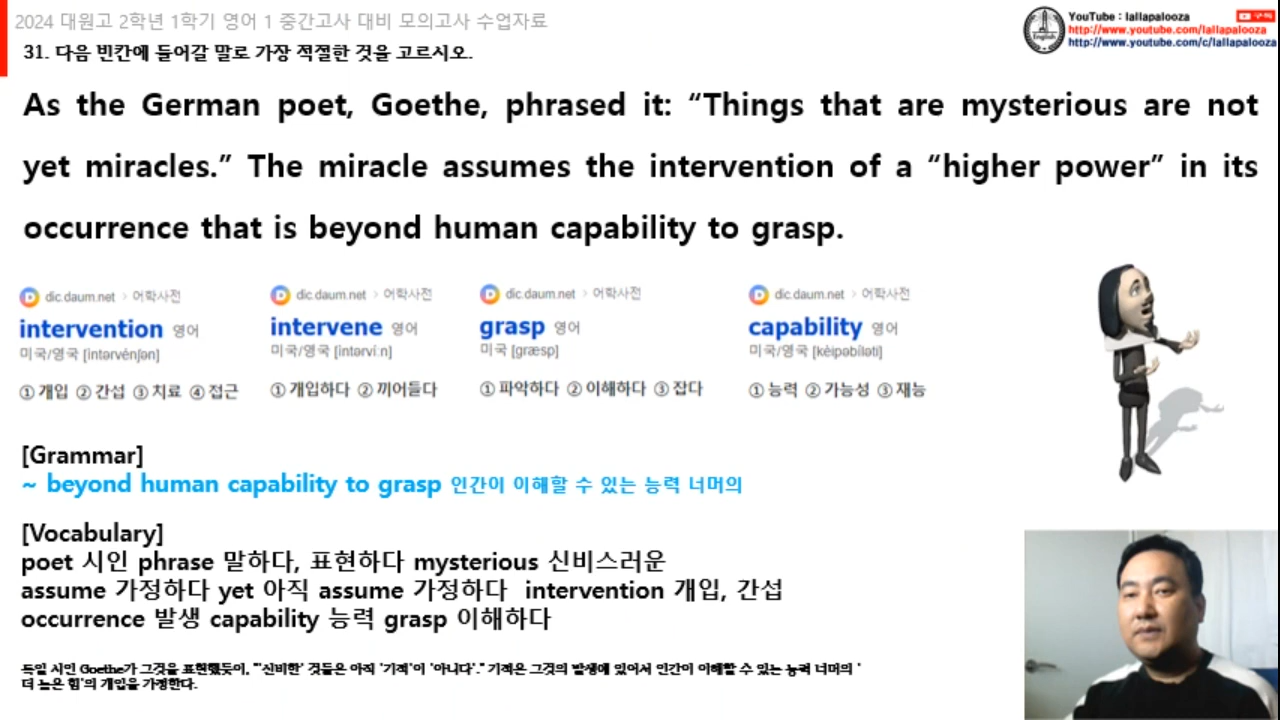 2024 대원고 2학년 1학기 영어 1 중간고사 대비 모의고사 수업자료
YouTube : lallapalooza
구독
http://www.youtube.com/lallapalooza
http://www.youtube.com/c/lallapalooza
English
31. 다음 빈칸에 들어갈 말로 가장 적절한 것을 고르시오.
As the German poet, Goethe, phrased it: “Things that are mysterious are not
yet miracles.” The miracle assumes the intervention of a “higher power” in its
occurrence that is beyond human capability to grasp.
dic.daum.net > 어학사전 dic.daum.net > 어학사전 dic.daum.net > 어학사전 dic.daum.net > 어학사전
intervention 영어 intervene 영어 grasp 영어 capability 영어
미국/영국 [ìntərvénʃən] 미국/영국 [ìntərví:n] 미국 [græsp] 미국/영국 [kèipəbíləti]
①개입 ②간섭 ③치료 ④접근 ①개입하다 ②끼어들다 ①파악하다 ②이해하다 ③잡다 ①능력 ②가능성 ③재능
[Grammar]
~ beyond human capability to grasp 인간이 이해할 수 있는 능력 너머의
[Vocabulary]
poet 시인 phrase 말하다, 표현하다 mysterious 신비스러운
assume 가정하다 yet 아직 assume 가정하다 intervention 개입, 간섭
occurrence 발생 capability 능력 grasp 이해하다
독일 시인 Goethe가 그것을 표현했듯이, "'신비한' 것들은 아직 '기적'이 '아니다'." 기적은 그것의 발생에 있어서 인간이 이해할 수 있는 능력 너머의 '
더 높은 힘'의 개입을 가정한다.